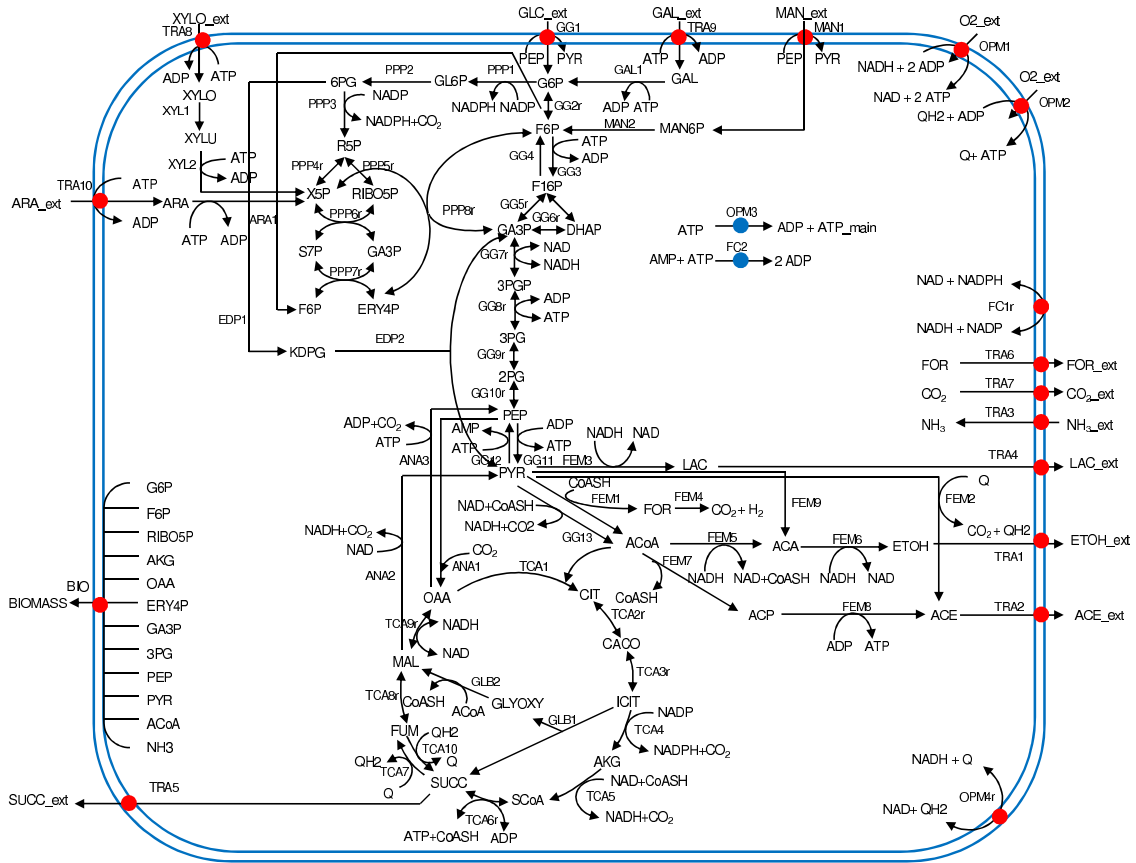 XYLO_ext
GLC_ext
GAL_ext
MAN_ext
O2_ext
TRA8
GG1
TRA9
MAN1
OPM1
ADP
ATP
PEP
PYR
ATP
ADP
PEP
PYR
NADH + 2 ADP
NAD + 2 ATP
O2_ext
OPM2
QH2 + ADP
Q+ ATP
XYLO
XYL1
XYLU
XYL2
ATP
ADP
6PG
PPP2
GL6P
PPP1
G6P
GAL1
GAL
NADPH
NADP
ADP
ATP
GG2r
PPP3
NADP
NADPH+CO2
F6P
MAN2
MAN6P
R5P
GG4
ATP
ADP
GG3
PPP4r
PPP5r
TRA10
ATP
ARA_ext
ARA
ADP
ATP
ADP
ARA1
X5P
RIBO5P
F16P
PPP8r
GG5r
GG6r
PPP6r
GA3P
DHAP
S7P
GA3P
GG7r
NAD
NADH
PPP7r
F6P
ERY4P
OPM3
ATP
ADP + ATP_main
FC2
AMP+ ATP
2 ADP
3PGP
GG8r
ADP
ATP
NAD + NADPH
FC1r
NADH + NADP
EDP1
EDP2
KDPG
3PG
GG9r
2PG
GG10r
PEP
FOR
TRA6
FOR_ext
CO2
TRA7
CO2_ext
NH3
TRA3
NH3_ext
ADP+CO2
ATP
ANA3
AMP
ATP
ADP
ATP
GG12
GG11
PYR
FEM3
NADH
NAD
LAC
TRA4
LAC_ext
CoASH
FEM1
FOR
FEM4
CO2 + H2
FEM9
Q
FEM2
CO2 + QH2
NAD+CoASH
NADH+CO2
GG13
NADH+CO2
NAD
ANA2
CO2
ANA1
ACoA
FEM5
NADH
NAD+CoASH
ACA
FEM6
NADH
NAD
ETOH
TRA1
ETOH_ext
FEM7
CoASH
ACP
FEM8
ADP
ATP
ACE
TRA2
ACE_ext
G6P
F6P
RIBO5P
AKG
OAA
BIO
BIOMASS
ERY4P
GA3P
3PG
PEP
PYR
ACoA
NH3
OAA
TCA1
CIT
TCA2r
CACO
TCA3r
ICIT
TCA9r
NADH
NAD
MAL
TCA8r
CoASH
GLB2
ACoA
GLYOXY
GLB1
NADP
TCA4
NADPH+CO2
FUM
QH2
TCA10
Q
QH2
TCA7
Q
AKG
NAD+CoASH
TCA5
NADH+CO2
SUCC
SCoA
TCA6r
ATP+CoASH
ADP
TRA5
SUCC_ext
NADH + Q
NAD+ QH2
OPM4r